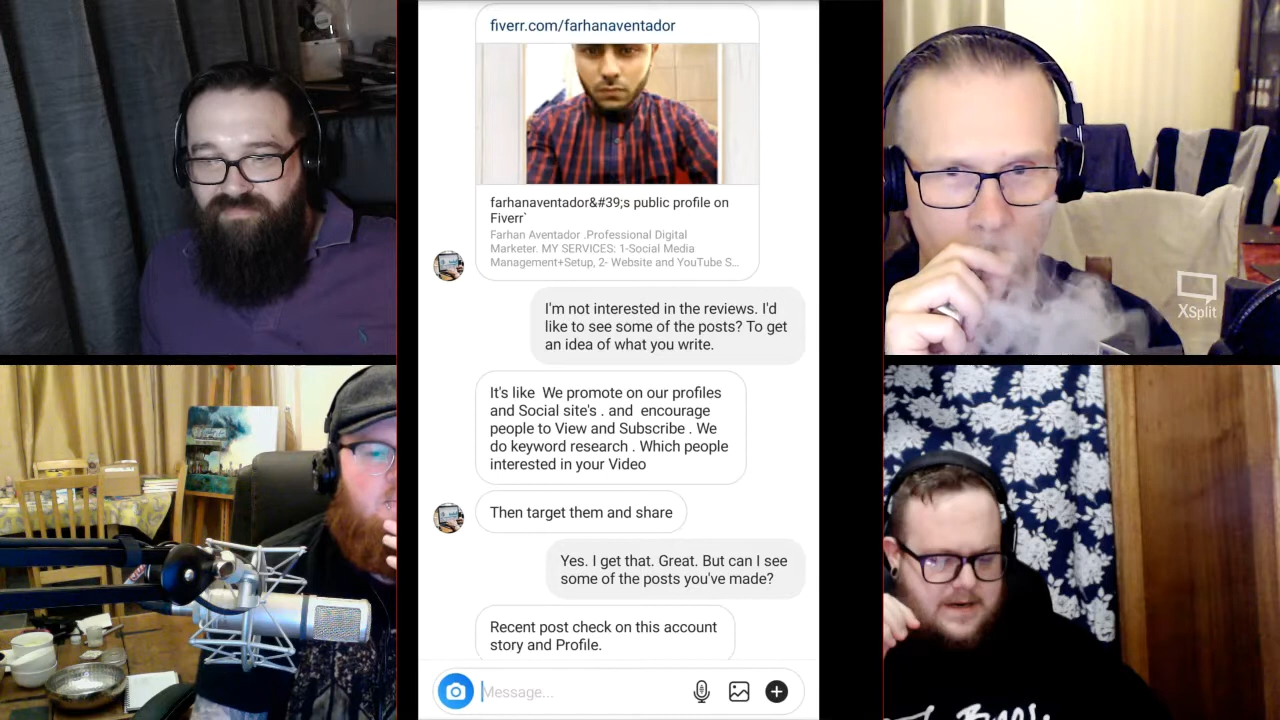 fiverr.com/farhanaventador
farhanaventador&#39;s public profile on
Fiverr`
Farhan Aventador .Professional Digital
Marketer. MY SERVICES: 1-Social Media
Management+Setup, 2- Website and YouTube S...
I'm not interested in the reviews. I'd
like to see some of the posts? To get
an idea of what you write.
It's like  We promote on our profiles
and Social site's . and  encourage
people to View and Subscribe . We
do keyword research . Which people
interested in your Video
Then target them and share
Yes. I get that. Great. But can I see
some of the posts you've made?
Recent post check on this account
story and Profile.
Message...
XSplit